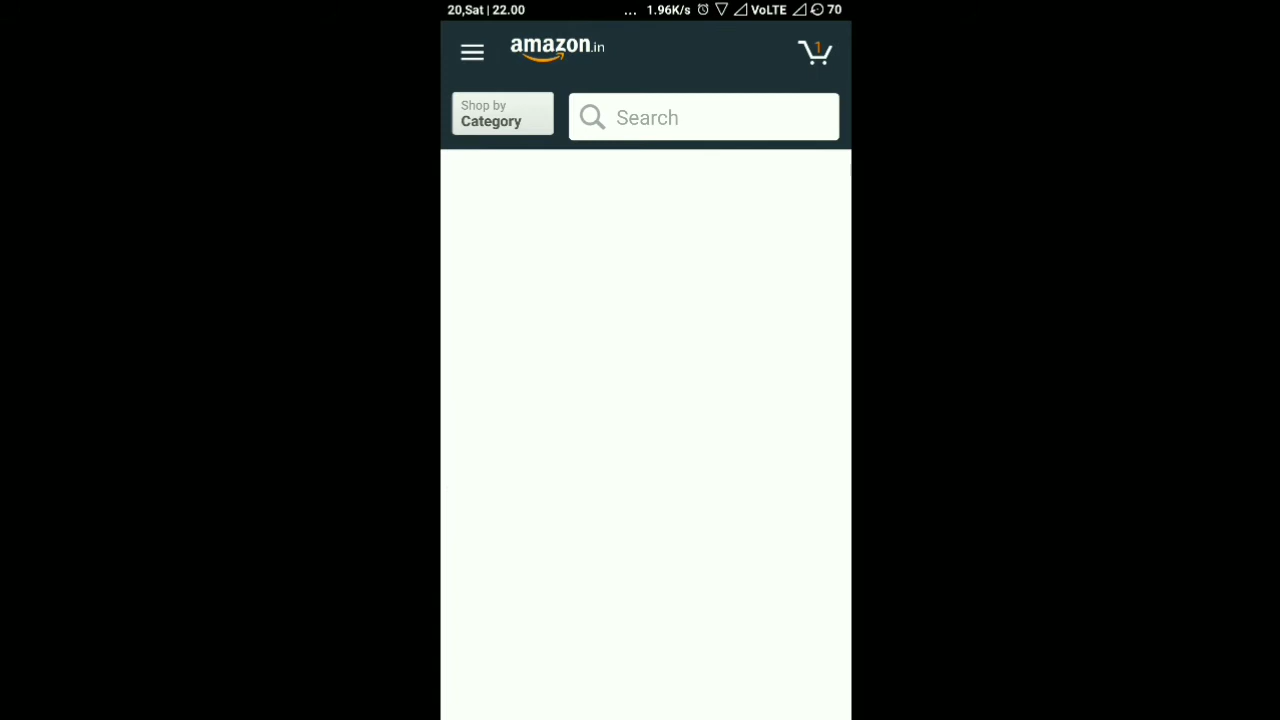 20,Sat | 22.00 ... 1.96K/s VoLTE 70
amazon.in 1
Shop by
Category
Search